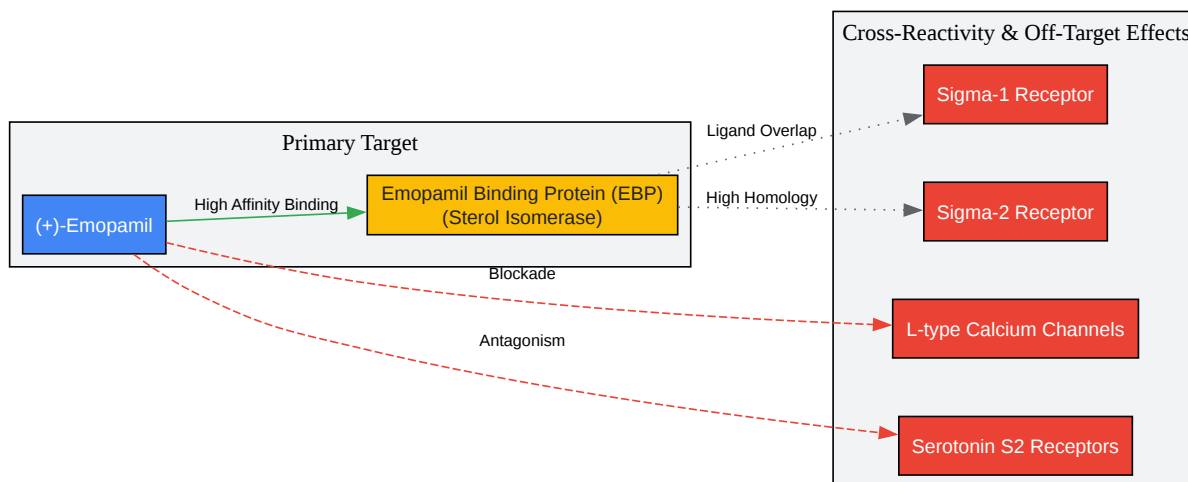 Cross-Reactivity & Off-Target Effects
Sigma-1 Receptor
Ligand Overlap
Primary Target
Emopamil Binding Protein (EBP)
(Sterol Isomerase)
High Affinity Binding
High Homology
Sigma-2 Receptor
(+)-Emopamil
Blockade
L-type Calcium Channels
Antagonism
Serotonin S2 Receptors